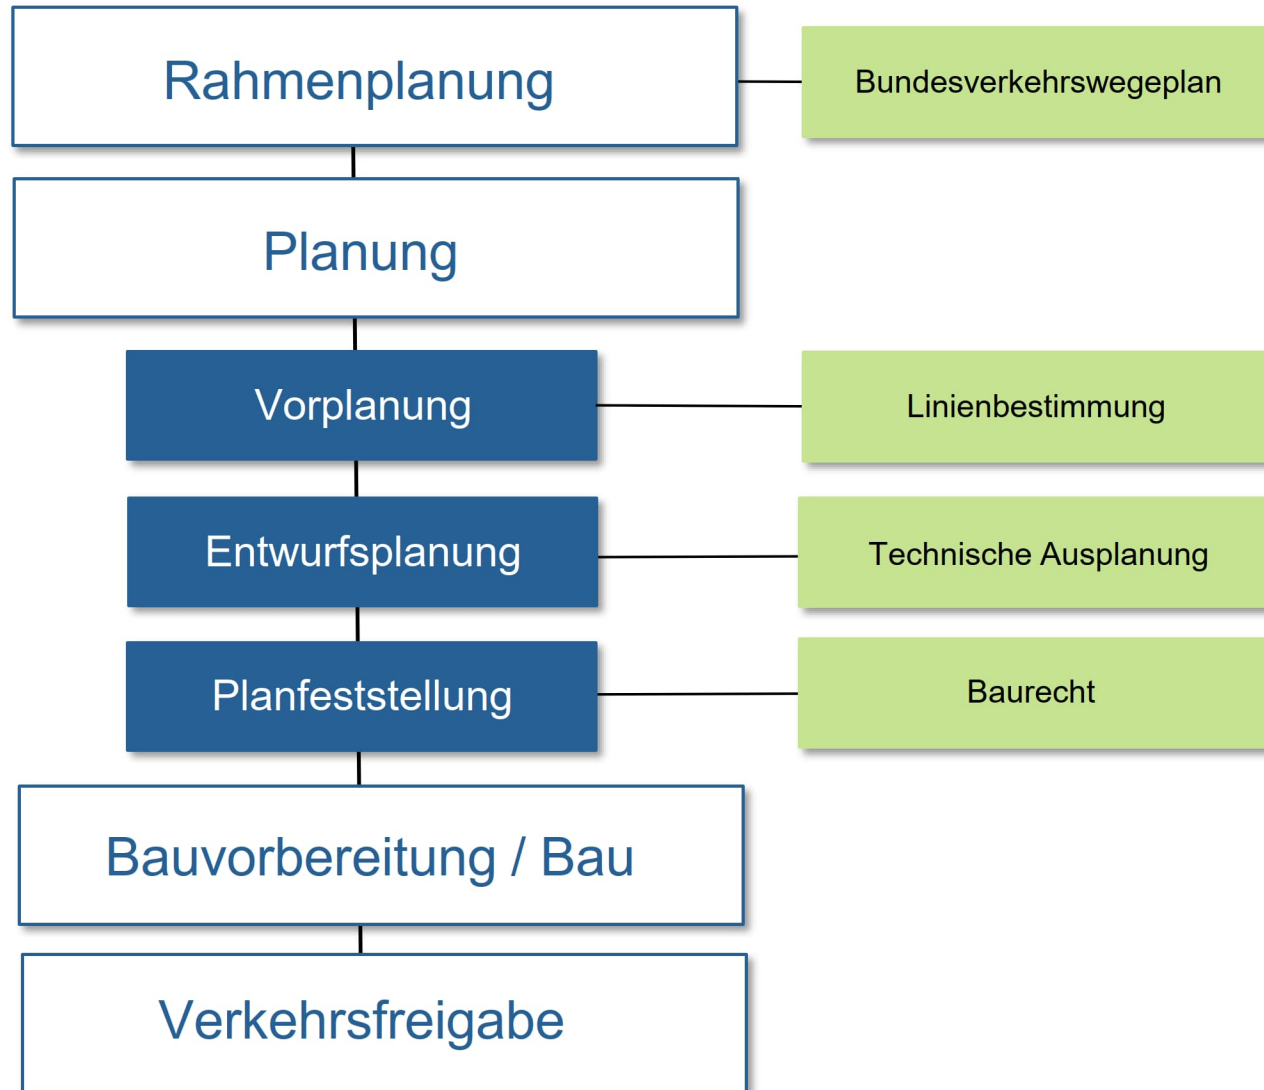 Rahmenplanung
Bundesverkehrswegeplan
Planung
Vorplanung
Linienbestimmung
Entwurfsplanung
Technische Ausplanung
Planfeststellung
Baurecht
Bauvorbereitung / Bau
Verkehrsfreigabe